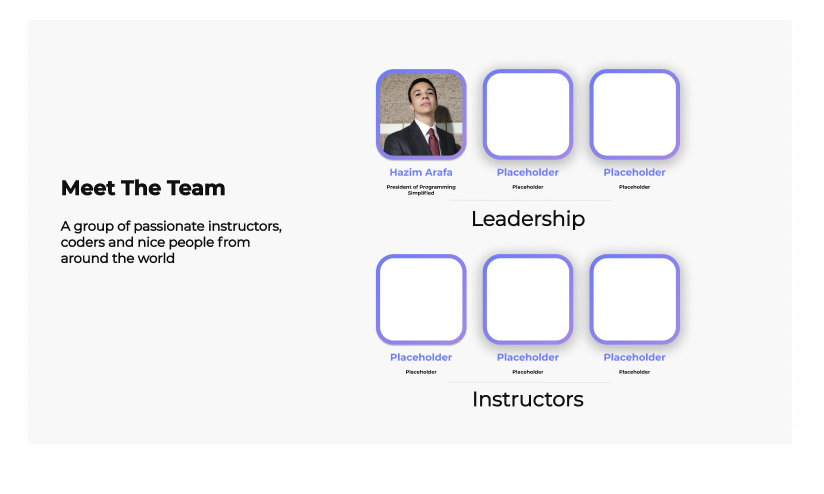 Meet The Team
A group of passionate instructors,
coders and nice people from
around the world
Hazim Arafa
President of Programming
Simplified
Placeholder
Placeholder
Placeholder
Placeholder
Leadership
Placeholder
Placeholder
Placeholder
Placeholder
Placeholder
Placeholder
Instructors